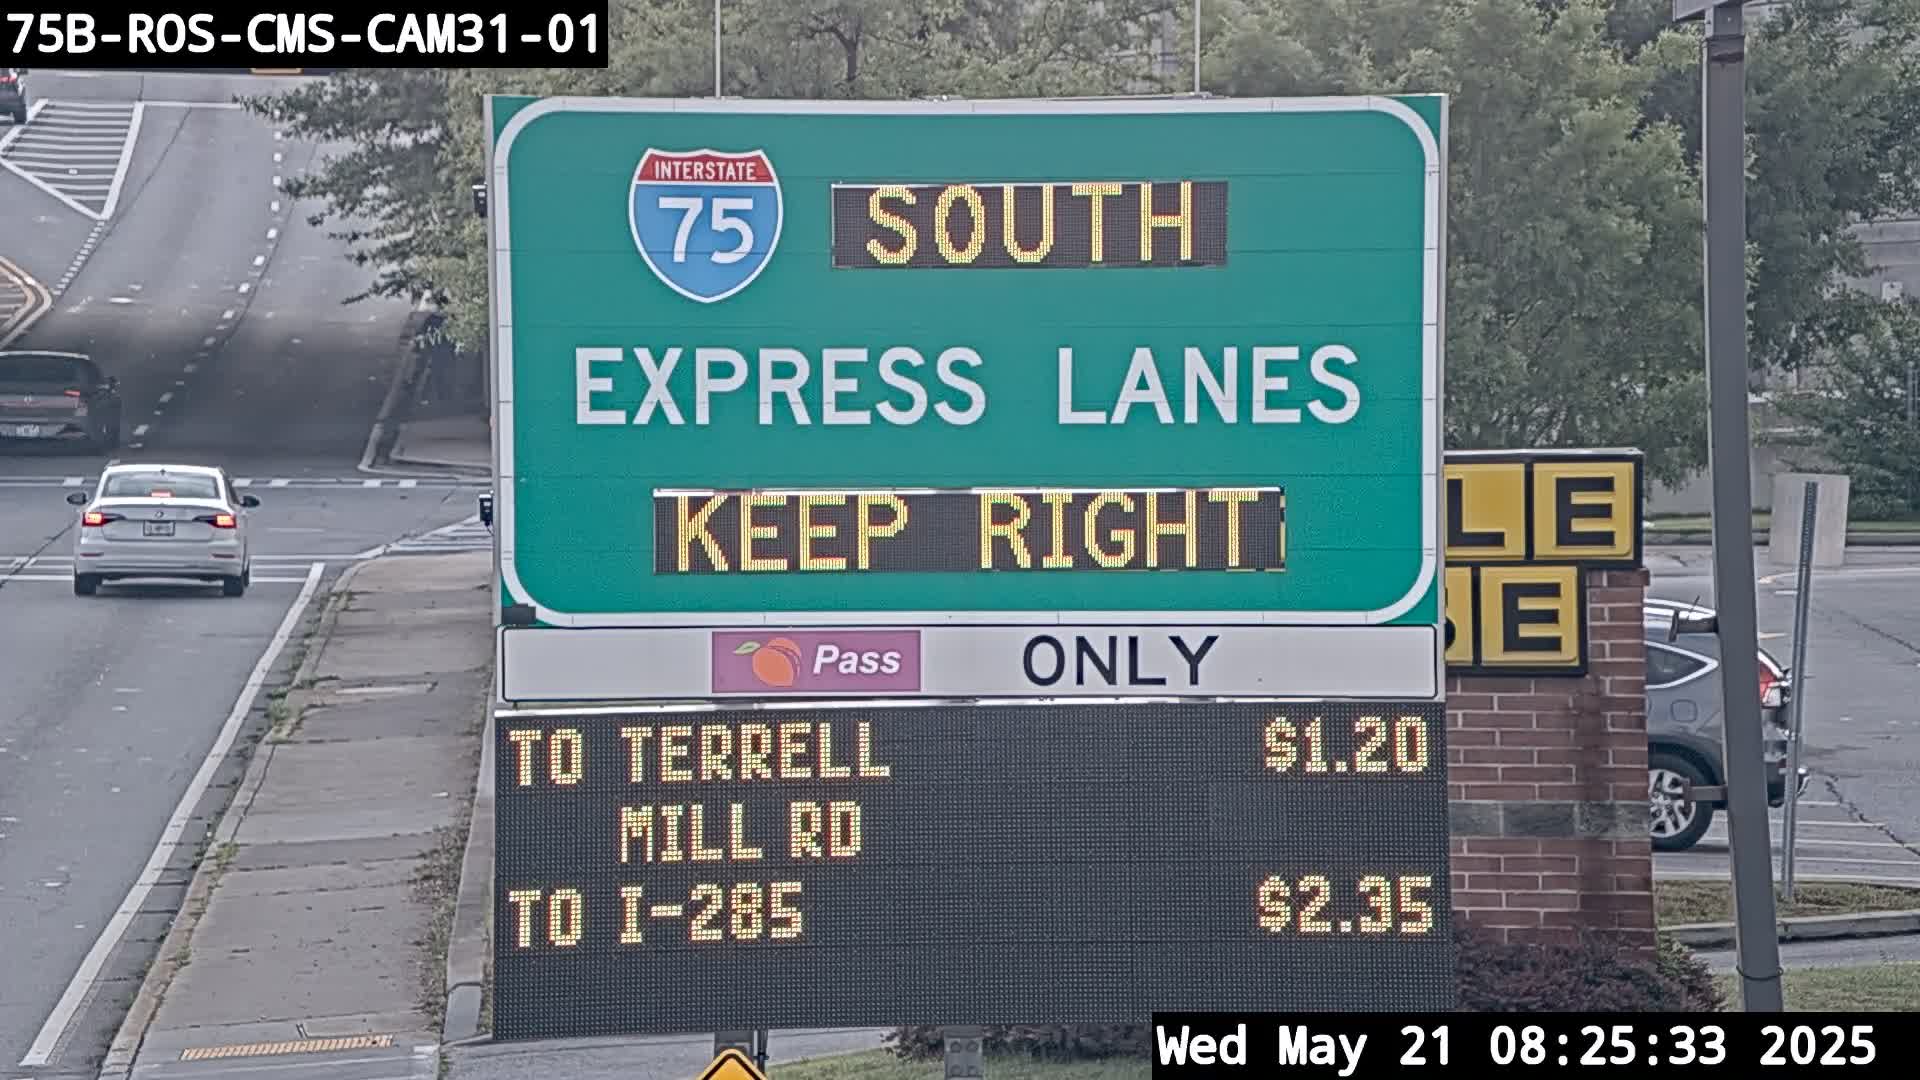 75B-ROS-CMS-CAM31-01
INTERSTATE
75
SOUTH
EXPRESS LANES
KEEP RIGHT
Pass ONLY
TO TERRELL $1.20
MILL RD
TO I-285 $2.35
LE
E
Wed May 21 08:25:33 2025